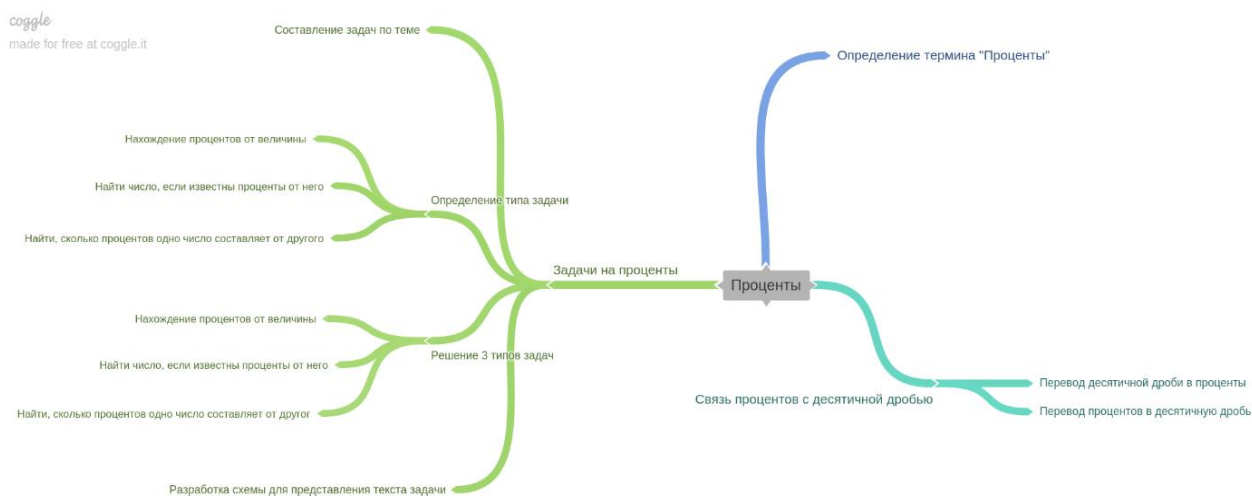 coggle
made for free at coggle.it
Составление задач по теме
Определение термина "Проценты"
Нахождение процентов от величины
Найти число, если известны проценты от него
Определение типа задачи
Найти, сколько процентов одно число составляет от другого
Задачи на проценты
Проценты
Нахождение процентов от величины
Решение 3 типов задач
Найти число, если известны проценты от него
Найти, сколько процентов одно число составляет от другог
Связь процентов с десятичной дробью
Перевод десятичной дроби в проценты
Перевод процентов в десятичную дробь
Разработка схемы для представления текста задачи